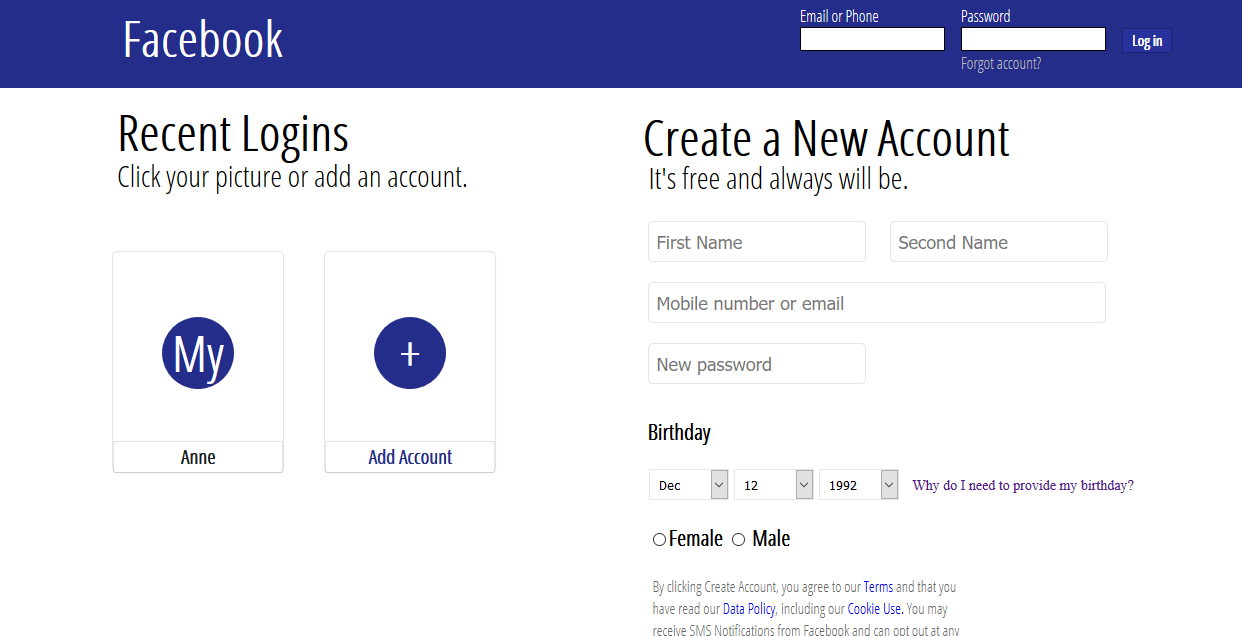 Facebook
Email or Phone Password
Log in
Forgot account?
Recent Logins
Click your picture or add an account.
My
+
Anne
Add Account
Create a New Account
It's free and always will be.
First Name Second Name
Mobile number or email
New password
Birthday
Dec 12 1992 Why do I need to provide my birthday?
Female Male
By clicking Create Account, you agree to our Terms and that you
have read our Data Policy, including our Cookie Use. You may
receive SMS Notifications from Facebook and can opt out at any